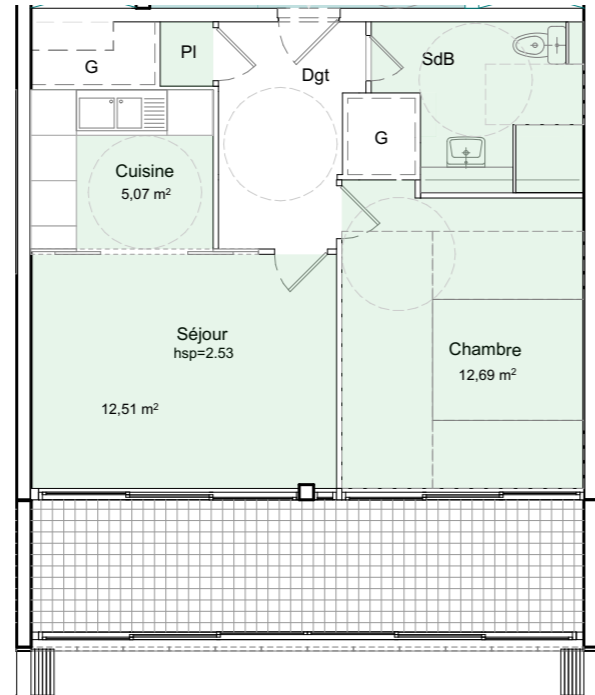 Pl
SdB
G
Dgt
G
Cuisine
5,07 m²
Séjour
hsp=2.53
Chambre
12,69 m²
12,51 m²